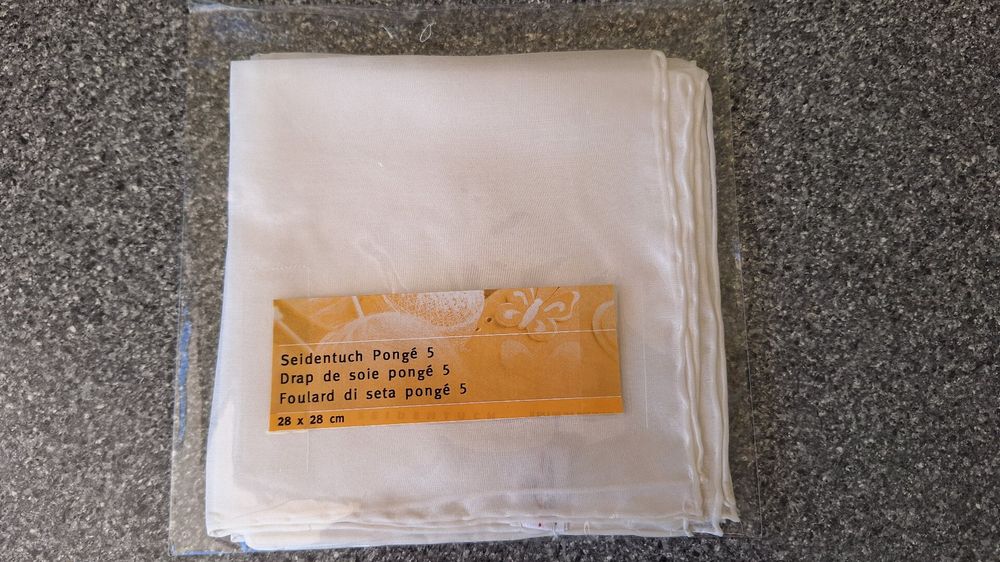 Seidentuch Pongé 5
Drap de soie pongé 5
Foulard di seta pongé 5
28 x 28 cm